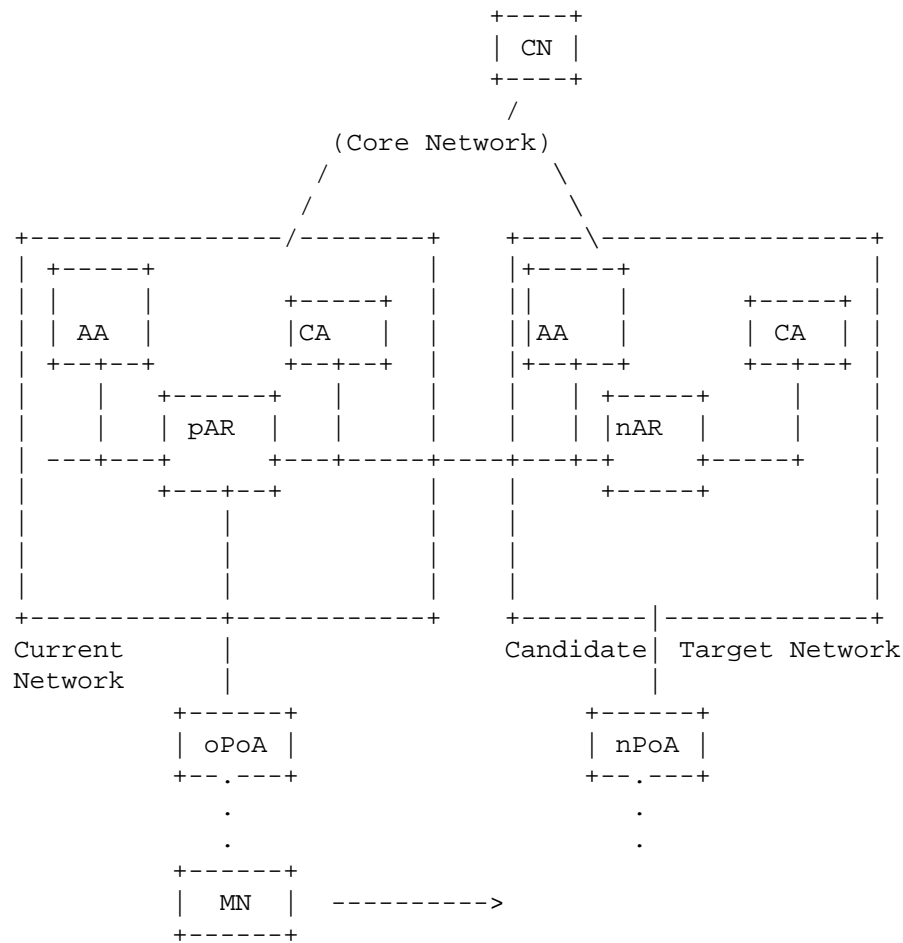 CN
(Core Network)
AA CA AA CA
pAR nAR
Current Candidate Target Network
Network
oPoA nPoA
MN